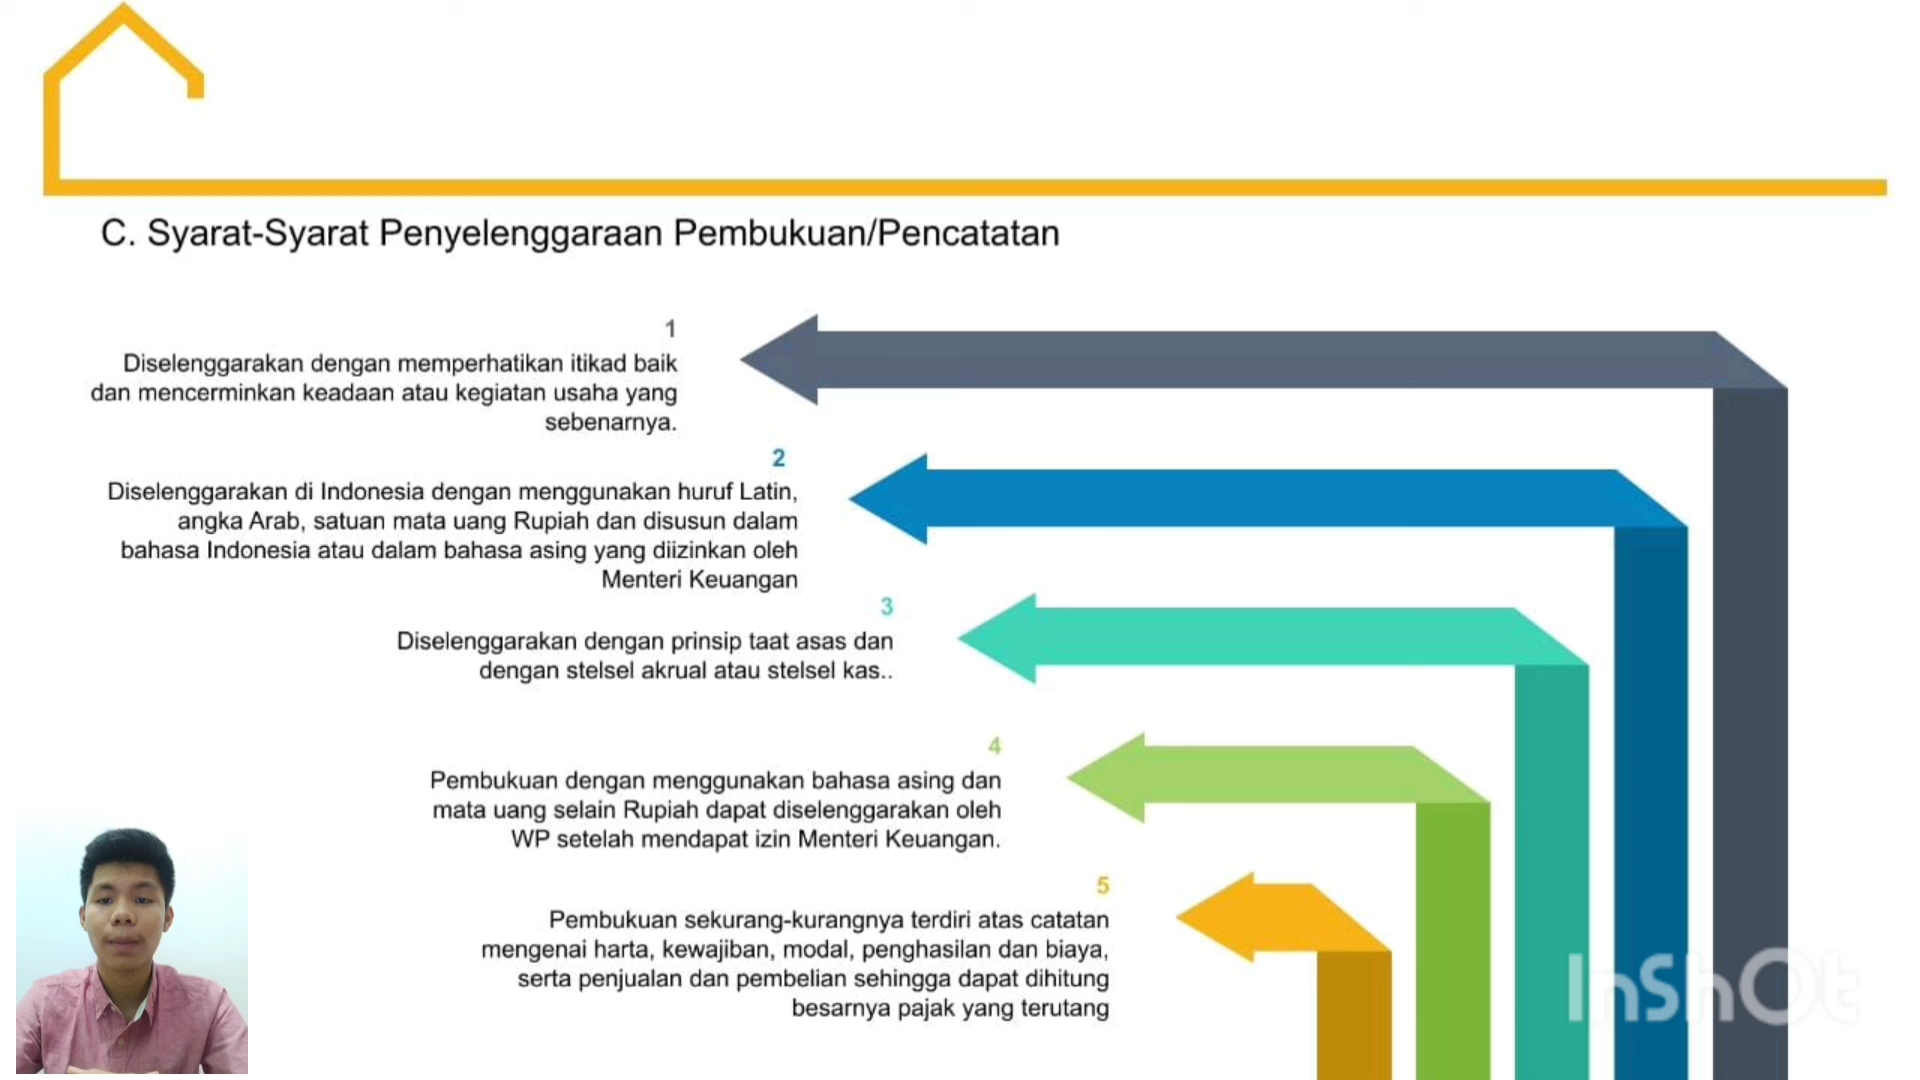 C. Syarat-Syarat Penyelenggaraan Pembukuan/Pencatatan
1
Diselenggarakan dengan memperhatikan itikad baik
dan mencerminkan keadaan atau kegiatan usaha yang
sebenarnya.
2
Diselenggarakan di Indonesia dengan menggunakan huruf Latin,
angka Arab, satuan mata uang Rupiah dan disusun dalam
bahasa Indonesia atau dalam bahasa asing yang diizinkan oleh
Menteri Keuangan
3
Diselenggarakan dengan prinsip taat asas dan
dengan stelsel akrual atau stelsel kas..
4
Pembukuan dengan menggunakan bahasa asing dan
mata uang selain Rupiah dapat diselenggarakan oleh
WP setelah mendapat izin Menteri Keuangan.
5
Pembukuan sekurang-kurangnya terdiri atas catatan
mengenai harta, kewajiban, modal, penghasilan dan biaya,
serta penjualan dan pembelian sehingga dapat dihitung
besarnya pajak yang terutang
InShOt